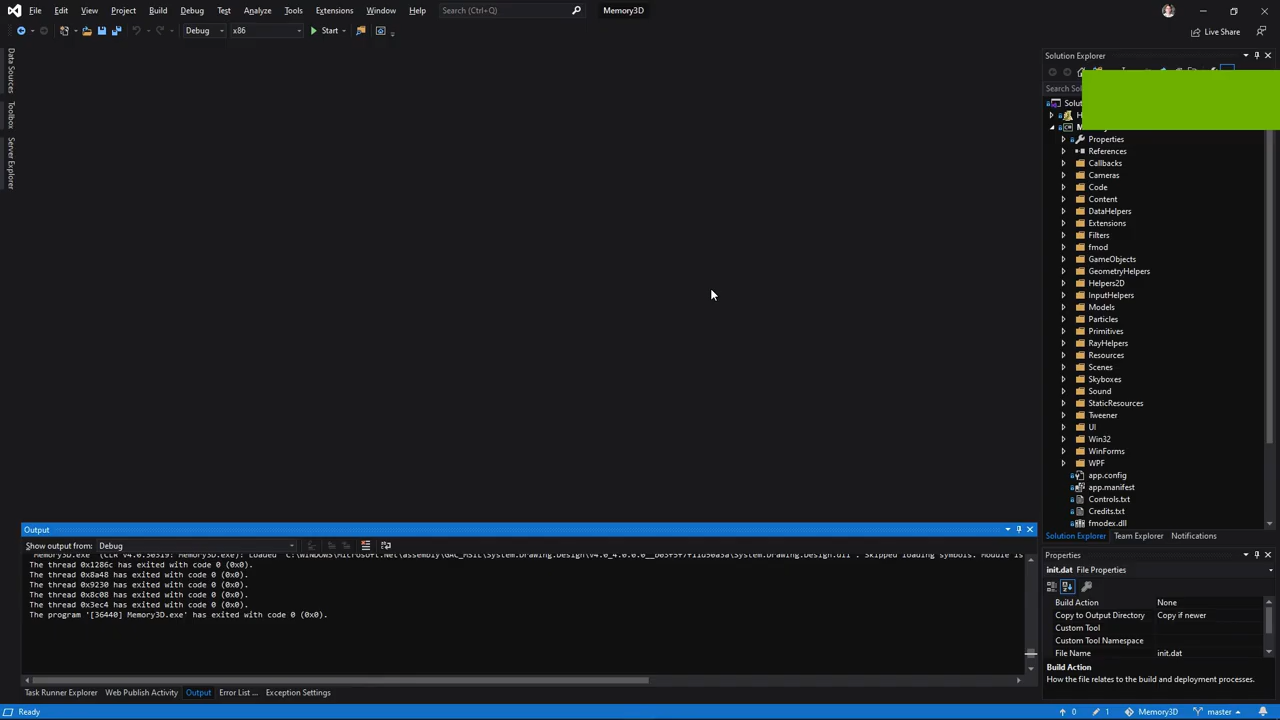 File Edit View Project Build Debug Test Analyze Tools Extensions Window Help Search (Ctrl+Q) Memory3D
Debug x86 Start Live Share
Data Sources
Toolbox
Server Explorer
Solution Explorer
Properties
References
Callbacks
Cameras
Code
Content
DataHelpers
Extensions
Filters
fmod
GameObjects
GeometryHelpers
Helpers2D
InputHelpers
Models
Particles
Primitives
RayHelpers
Resources
Scenes
Skyboxes
Sound
StaticResources
Tweener
UI
Win32
WinForms
WPF
app.config
app.manifest
Controls.txt
Credits.txt
fmodex.dll
Solution Explorer Team Explorer Notifications
Output
Show output from: Debug
The thread 0x1286c has exited with code 0 (0x0).
The thread 0x8a48 has exited with code 0 (0x0).
The thread 0x9230 has exited with code 0 (0x0).
The thread 0x8c08 has exited with code 0 (0x0).
The thread 0x3ec4 has exited with code 0 (0x0).
The program '[36440] Memory3D.exe' has exited with code 0 (0x0).
Task Runner Explorer Web Publish Activity Output Error List ... Exception Settings
Properties
init.dat File Properties
Build Action None
Copy to Output Directory Copy if newer
Custom Tool
Custom Tool Namespace
File Name init.dat
Build Action
How the file relates to the build and deployment processes.
Ready 0 1 Memory3D master